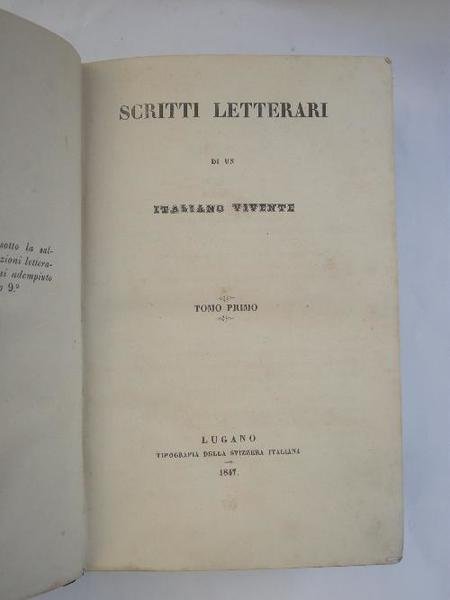 SCRITTI LETTERARI
DI UN
ITALIANO VIVENTE
TOMO PRIMO
LUGANO
TIPOGRAFIA DELLA SVIZZERA ITALIANA
1847.
sotto la sal-
zioni lettera-
si adempiuto
9.º